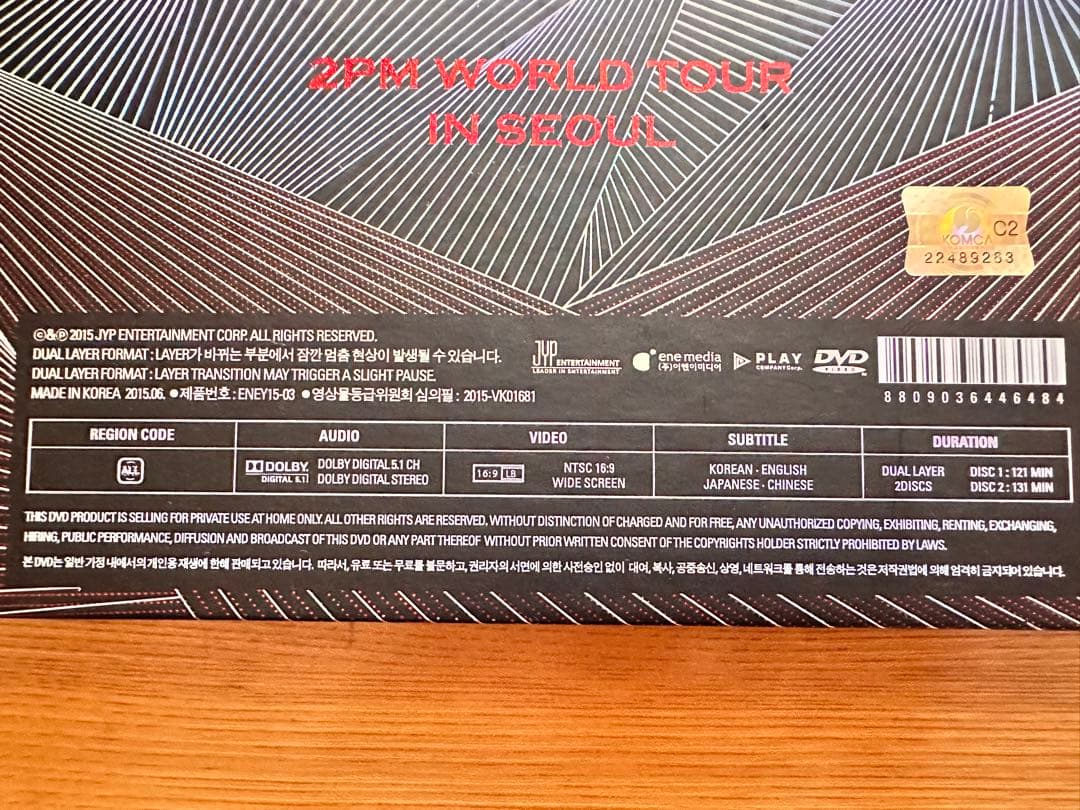 2PM WORLD TOUR
IN SEOUL
KOMCA C2
22489263
©&℗ 2015 JYP ENTERTAINMENT CORP. ALL RIGHTS RESERVED.
DUAL LAYER FORMAT : LAYER가 바뀌는 부분에서 잠깐 멈춤 현상이 발생될 수 있습니다.
DUAL LAYER FORMAT : LAYER TRANSITION MAY TRIGGER A SLIGHT PAUSE.
MADE IN KOREA 2015.06. ●제품번호 : ENEY15-03 ●영상물등급위원회 심의필 : 2015-VK01681
JYP ENTERTAINMENT
LEADER IN ENTERTAINMENT
ene media
(주)이엔이미디어
PLAY
COMPANY Corp.
DVD
VIDEO
8809036446484
REGION CODE AUDIO VIDEO SUBTITLE DURATION
ALL
DOLBY
DIGITAL 5.1
DOLBY DIGITAL 5.1 CH
DOLBY DIGITAL STEREO
16:9 LB
NTSC 16:9
WIDE SCREEN
KOREAN · ENGLISH
JAPANESE · CHINESE
DUAL LAYER
2DISCS
DISC 1 : 121 MIN
DISC 2 : 131 MIN
THIS DVD PRODUCT IS SELLING FOR PRIVATE USE AT HOME ONLY. ALL OTHER RIGHTS ARE RESERVED. WITHOUT DISTINCTION OF CHARGED AND FOR FREE, ANY UNAUTHORIZED COPYING, EXHIBITING, RENTING, EXCHANGING,
HIRING, PUBLIC PERFORMANCE, DIFFUSION AND BROADCAST OF THIS DVD OR ANY PART THEREOF WITHOUT PRIOR WRITTEN CONSENT OF THE COPYRIGHTS HOLDER STRICTLY PROHIBITED BY LAWS.
본 DVD는 일반 가정 내에서의 개인용 재생에 한해 판매되고 있습니다. 따라서, 유료 또는 무료를 불문하고, 권리자의 서면에 의한 사전승인 없이 대여, 복사, 공중송신, 상영, 네트워크를 통해 전송하는 것은 저작권법에 의해 엄격히 금지되어 있습니다.